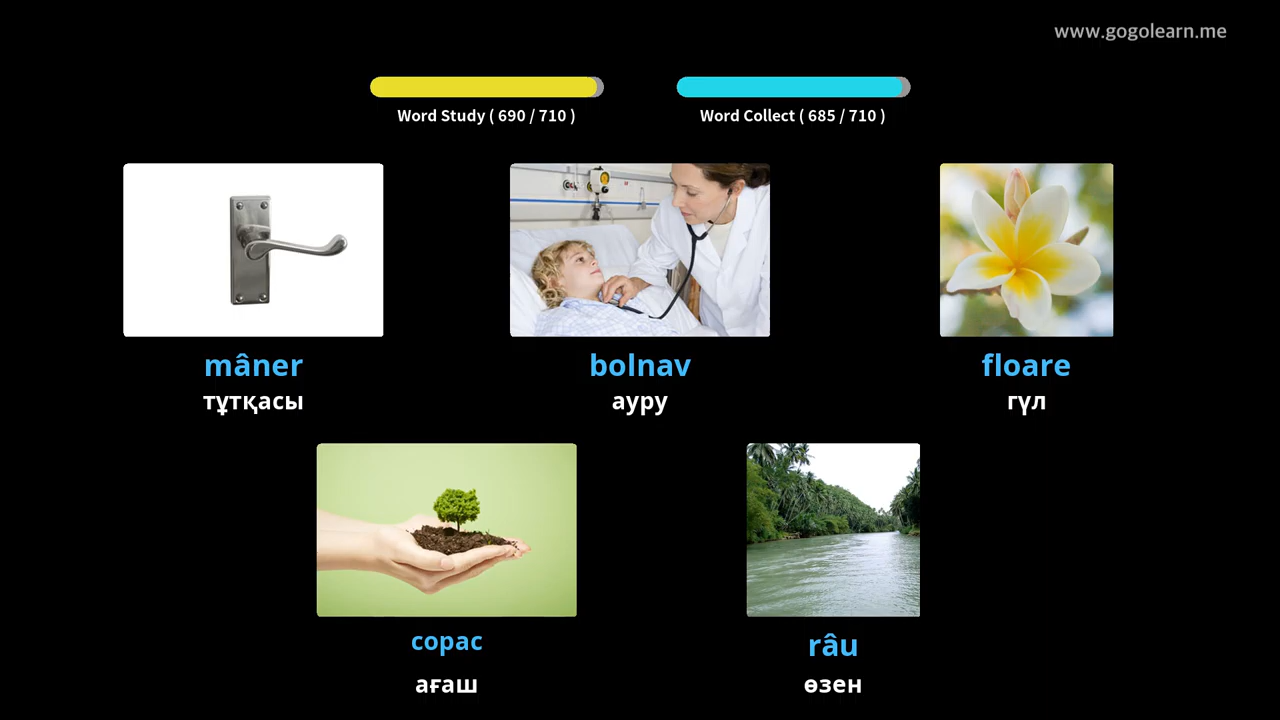 www.gogolearn.me
Word Study ( 690 / 710 )
Word Collect ( 685 / 710 )
mâner
тұтқасы
bolnav
ауру
floare
гүл
copac
ағаш
râu
өзен